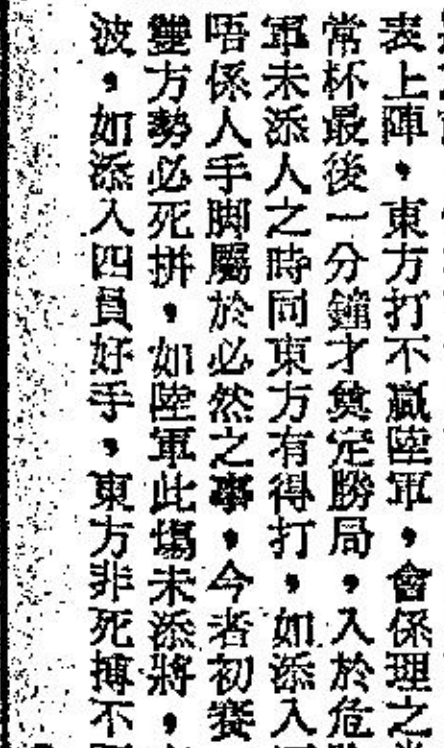 表上陣，東方打不贏陸軍，會係理之
常杯最後一分鐘才奠定勝局，入於危
軍未添人之時同東方有得打，如添入
唔係人手脚屬於必然之事，今者初賽
雙方勢必死拼，如陸軍此場未添將，
波，如添入四員好手，東方非死搏不